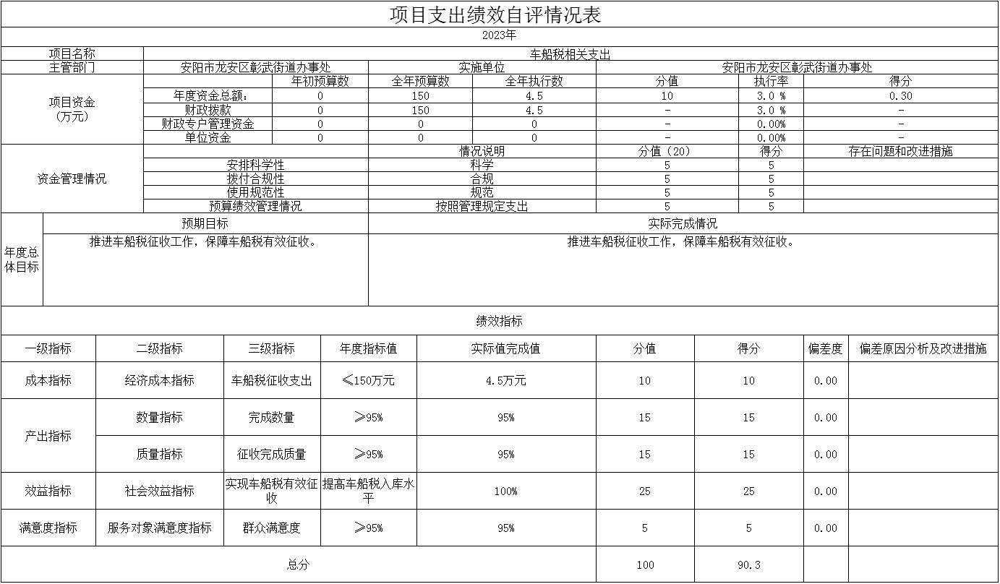 项目支出绩效自评情况表
2023年
项目名称 车船税相关支出
主管部门 安阳市龙安区彰武街道办事处 实施单位 安阳市龙安区彰武街道办事处
项目资金
(万元) 年初预算数 全年预算数 全年执行数 分值 执行率 得分
年度资金总额: 0 150 4.5 10 3.0 % 0.30
财政拨款 0 150 4.5 - 3.0 % -
财政专户管理资金 0 0 0 - 0.00% -
单位资金 0 0 0 - 0.00% -
资金管理情况 情况说明 分值（20） 得分 存在问题和改进措施
安排科学性 科学 5 5
拨付合规性 合规 5 5
使用规范性 规范 5 5
预算绩效管理情况 按照管理规定支出 5 5
年度总
体目标 预期目标 实际完成情况
推进车船税征收工作，保障车船税有效征收。 推进车船税征收工作，保障车船税有效征收。
绩效指标
一级指标 二级指标 三级指标 年度指标值 实际值完成值 分值 得分 偏差度 偏差原因分析及改进措施
成本指标 经济成本指标 车船税征收支出 ≤150万元 4.5万元 10 10 0.00
产出指标 数量指标 完成数量 ≥95% 95% 15 15 0.00
质量指标 征收完成质量 ≥95% 95% 15 15 0.00
效益指标 社会效益指标 实现车船税有效征
收 提高车船税入库水
平 100% 25 25 0.00
满意度指标 服务对象满意度指标 群众满意度 ≥95% 95% 5 5 0.00
总分 100 90.3